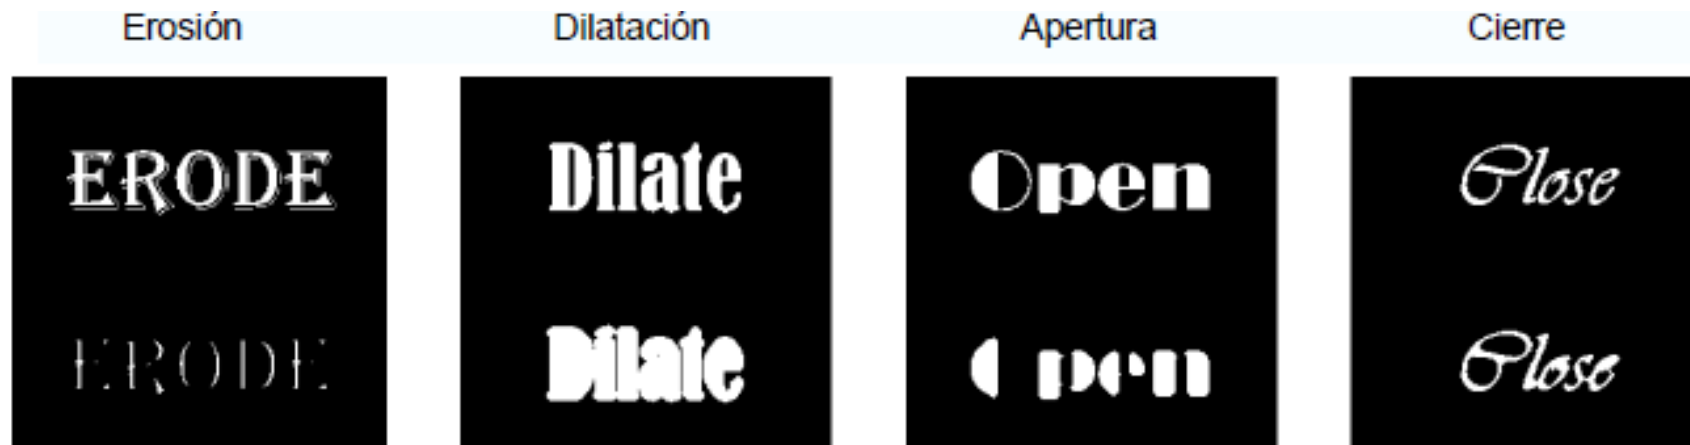 Erosión Dilatación Apertura Cierre
ERODE Dilate Open Close
ERODE Dilate Open Close